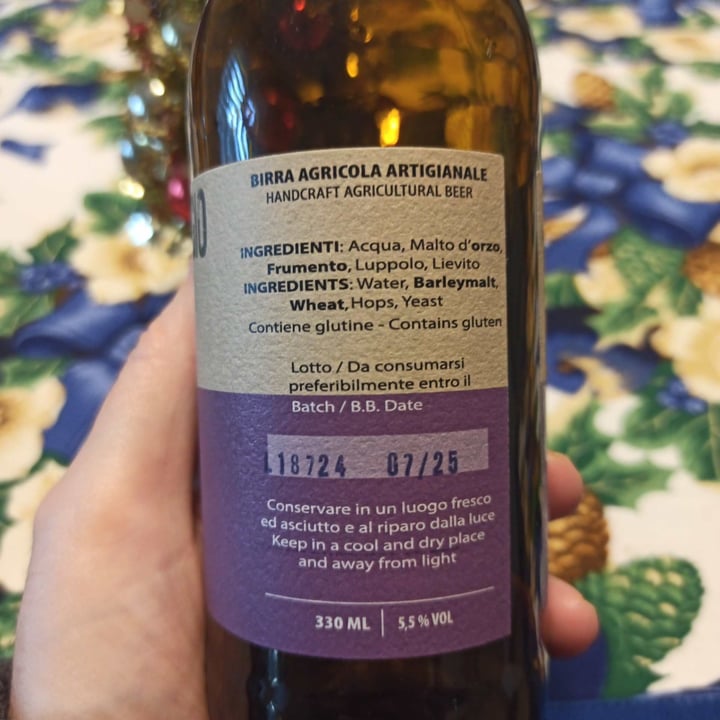 BIRRA AGRICOLA ARTIGIANALE
HANDCRAFT AGRICULTURAL BEER
INGREDIENTI: Acqua, Malto d'orzo,
Frumento, Luppolo, Lievito
INGREDIENTS: Water, Barleymalt,
Wheat, Hops, Yeast
Contiene glutine - Contains gluten
Lotto / Da consumarsi
preferibilmente entro il
Batch / B.B. Date
L18724 07/25
Conservare in un luogo fresco
ed asciutto e al riparo dalla luce
Keep in a cool and dry place
and away from light
330 ML | 5,5 % VOL